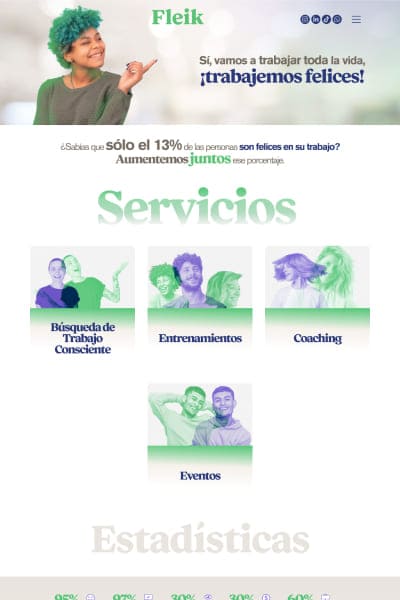 Fleik
Sí, vamos a trabajar toda la vida,
¡trabajemos felices!
¿Sabías que sólo el 13% de las personas son felices en su trabajo?
Aumentemos juntos ese porcentaje.
Servicios
Búsqueda de
Trabajo
Consciente
Entrenamientos
Coaching
Eventos
Estadísticas
95% 97% 30% 30% 60%